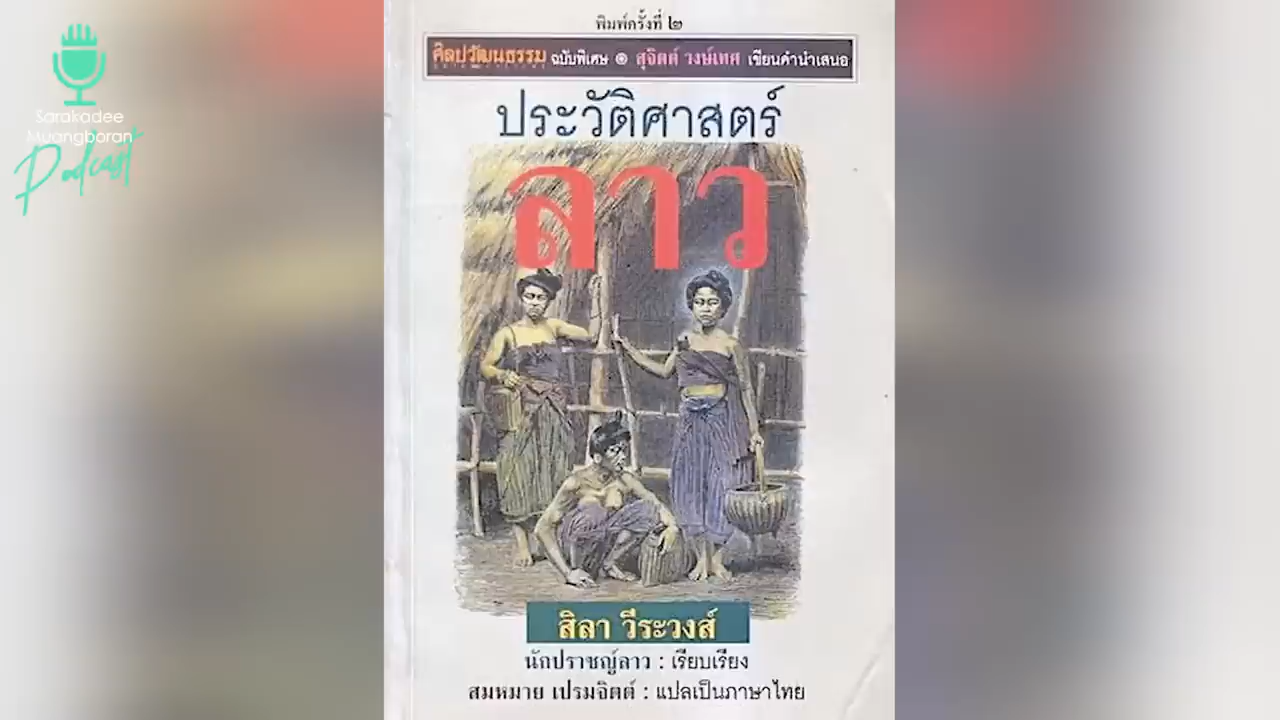 Sarakadee
Muangboran
Podcast
พิมพ์ครั้งที่ ๒
ศิลปวัฒนธรรม ฉบับพิเศษ สุจิตต์ วงษ์เทศ เขียนคำนำเสนอ
ประวัติศาสตร์
ลาว
สิลา วีระวงส์
นักปราชญ์ลาว : เรียบเรียง
สมหมาย เปรมจิตต์ : แปลเป็นภาษาไทย